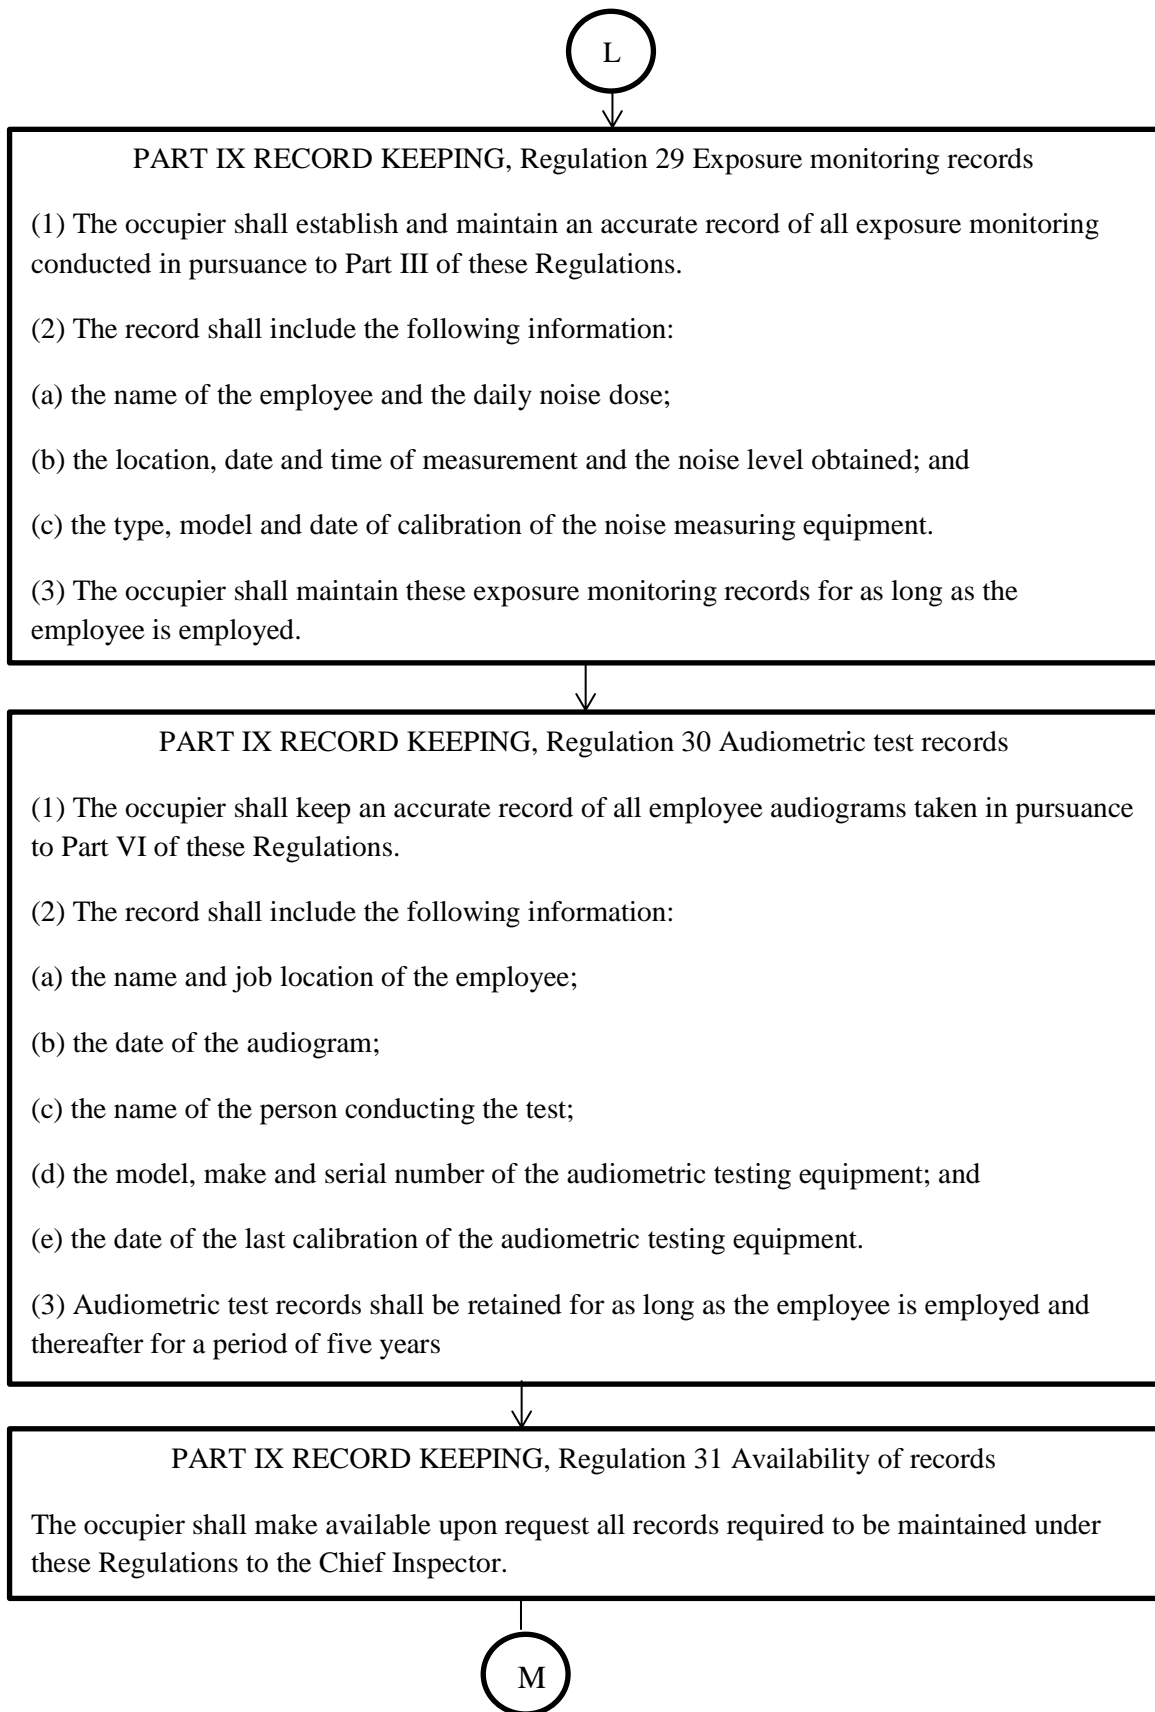 L
PART IX RECORD KEEPING, Regulation 29 Exposure monitoring records
(1) The occupier shall establish and maintain an accurate record of all exposure monitoring
conducted in pursuance to Part III of these Regulations.
(2) The record shall include the following information:
(a) the name of the employee and the daily noise dose;
(b) the location, date and time of measurement and the noise level obtained; and
(c) the type, model and date of calibration of the noise measuring equipment.
(3) The occupier shall maintain these exposure monitoring records for as long as the
employee is employed.
PART IX RECORD KEEPING, Regulation 30 Audiometric test records
(1) The occupier shall keep an accurate record of all employee audiograms taken in pursuance
to Part VI of these Regulations.
(2) The record shall include the following information:
(a) the name and job location of the employee;
(b) the date of the audiogram;
(c) the name of the person conducting the test;
(d) the model, make and serial number of the audiometric testing equipment; and
(e) the date of the last calibration of the audiometric testing equipment.
(3) Audiometric test records shall be retained for as long as the employee is employed and
thereafter for a period of five years
PART IX RECORD KEEPING, Regulation 31 Availability of records
The occupier shall make available upon request all records required to be maintained under
these Regulations to the Chief Inspector.
M